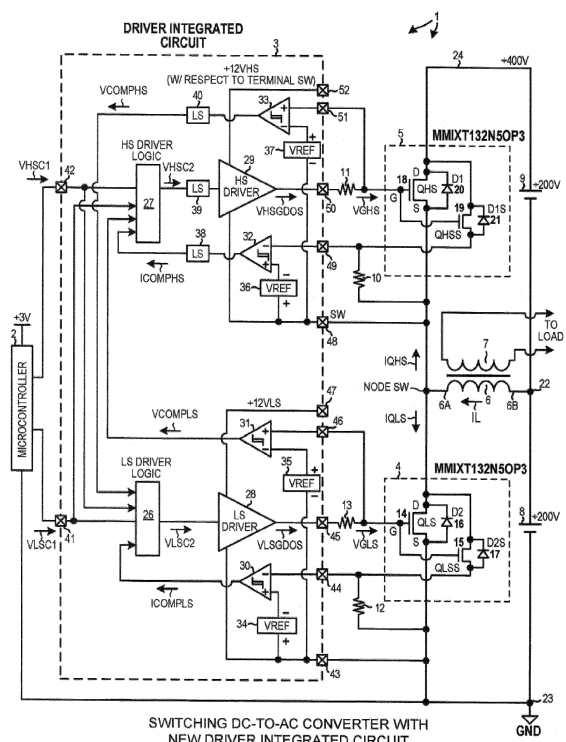 DRIVER INTEGRATED
CIRCUIT
1
3
+12VHS
(W/ RESPECT TO TERMINAL SW)
24
+400V
52
VCOMPHS
40
LS
33
+
−
51
5
MMIXT132N5OP3
VHSC1
42
HS DRIVER
LOGIC
VHSC2
29
37
VREF
+
−
11
18
D
QHS
G
S
D1
20
9
+200V
27
LS
39
HS
DRIVER
VHSGDOS
50
VGHS
19
D1S
21
QHSS
38
LS
32
−
+
49
ICOMPHS
36
VREF
+
−
10
SW
48
+3V
2
MICROCONTROLLER
TO
LOAD
7
IQHS
NODE SW
6
22
6A
IL
6B
IQLS
47
+12VLS
VCOMPLS
31
+
−
46
35
VREF
+
−
4
MMIXT132N5OP3
LS DRIVER
LOGIC
28
26
LS
DRIVER
13
14
D
QLS
G
S
D2
16
8
+200V
VLSC1
41
VLSC2
VLSGDOS
45
VGLS
15
D2S
17
QLSS
30
−
+
44
ICOMPLS
34
VREF
+
−
12
43
23
GND
SWITCHING DC-TO-AC CONVERTER WITH
NEW DRIVER INTEGRATED CIRCUIT